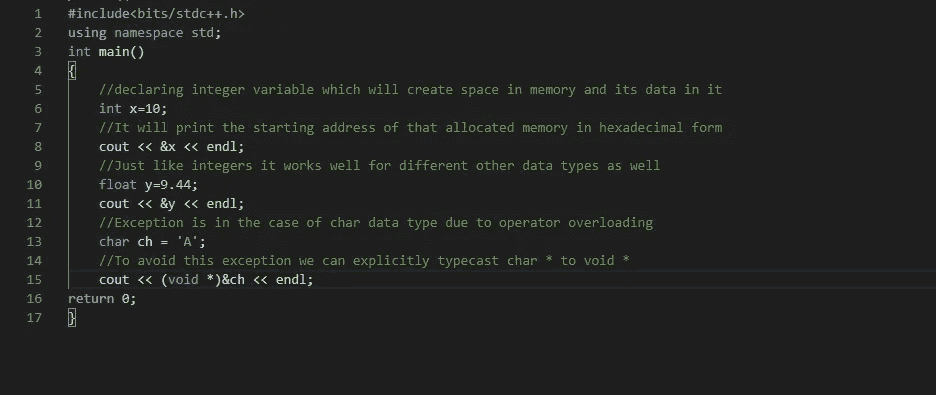 1 #include<bits/stdc++.h>
2 using namespace std;
3 int main()
4 {
5 //declaring integer variable which will create space in memory and its data in it
6 int x=10;
7 //It will print the starting address of that allocated memory in hexadecimal form
8 cout << &x << endl;
9 //Just like integers it works well for different other data types as well
10 float y=9.44;
11 cout << &y << endl;
12 //Exception is in the case of char data type due to operator overloading
13 char ch = 'A';
14 //To avoid this exception we can explicitly typecast char * to void *
15 cout << (void *)&ch << endl;
16 return 0;
17 }